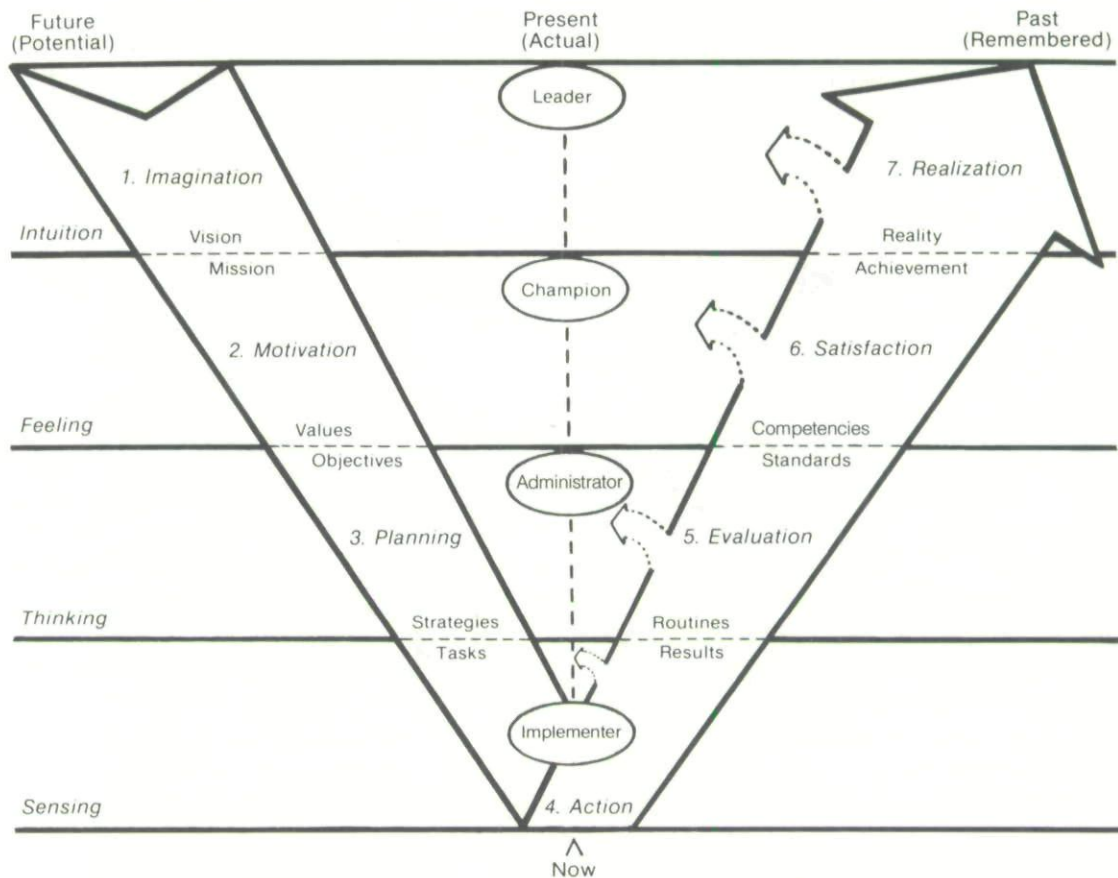 Future
(Potential)
Present
(Actual)
Past
(Remembered)
Leader
1. Imagination
7. Realization
Intuition
Vision
Mission
Reality
Achievement
Champion
2. Motivation
6. Satisfaction
Feeling
Values
Objectives
Competencies
Standards
Administrator
3. Planning
5. Evaluation
Thinking
Strategies
Tasks
Routines
Results
Implementer
Sensing
4. Action
Now